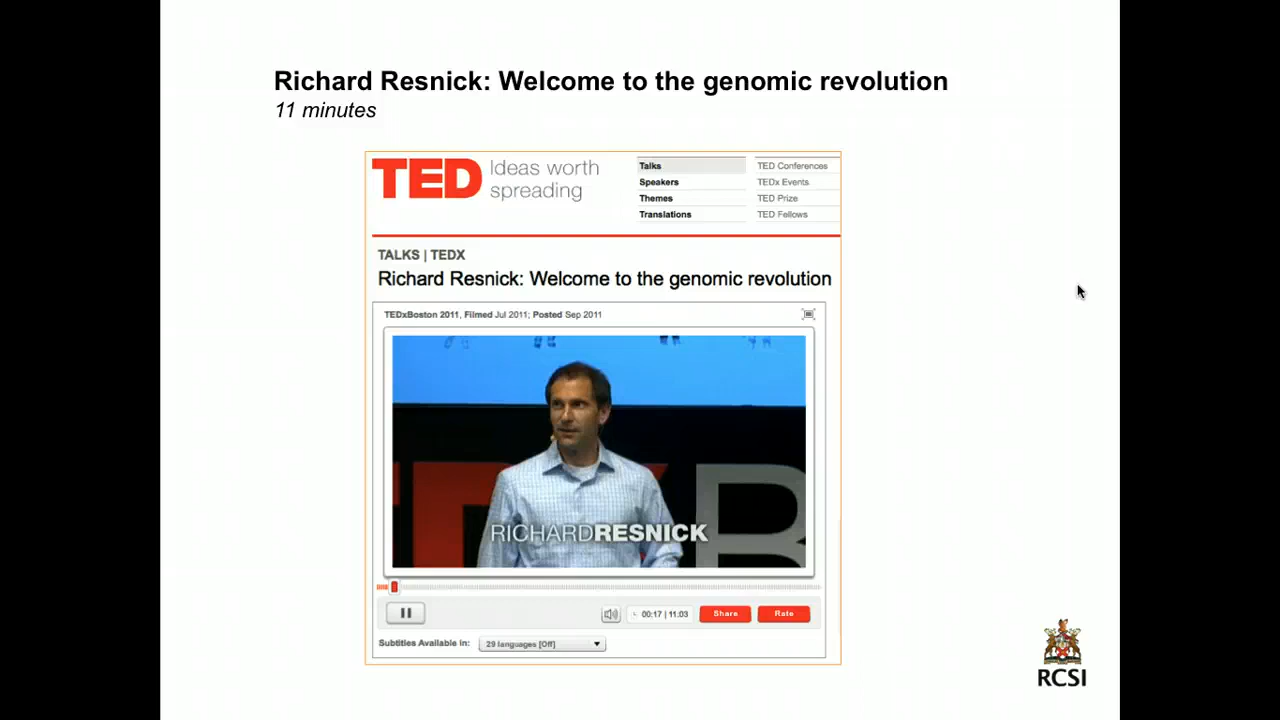 Richard Resnick: Welcome to the genomic revolution
11 minutes
TED Ideas worth spreading
Talks
Speakers
Themes
Translations
TED Conferences
TEDx Events
TED Prize
TED Fellows
TALKS | TEDX
Richard Resnick: Welcome to the genomic revolution
TEDxBoston 2011, Filmed Jul 2011; Posted Sep 2011
RICHARDRESNICK
00:17 | 11:03
Share
Rate
Subtitles Available in:
29 languages [Off]
RCSI